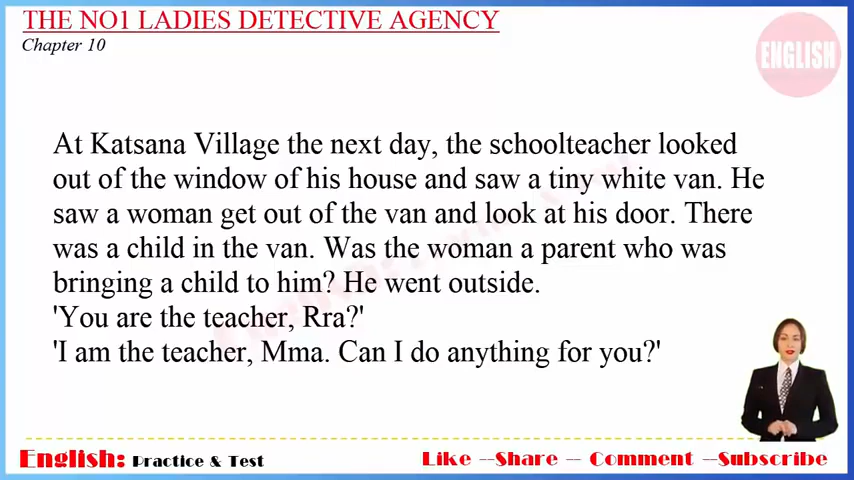 THE NO1 LADIES DETECTIVE AGENCY
Chapter 10
ENGLISH
At Katsana Village the next day, the schoolteacher looked
out of the window of his house and saw a tiny white van. He
saw a woman get out of the van and look at his door. There
was a child in the van. Was the woman a parent who was
bringing a child to him? He went outside.
'You are the teacher, Rra?'
'I am the teacher, Mma. Can I do anything for you?'
English: Practice & Test
Like --Share -- Comment --Subscribe